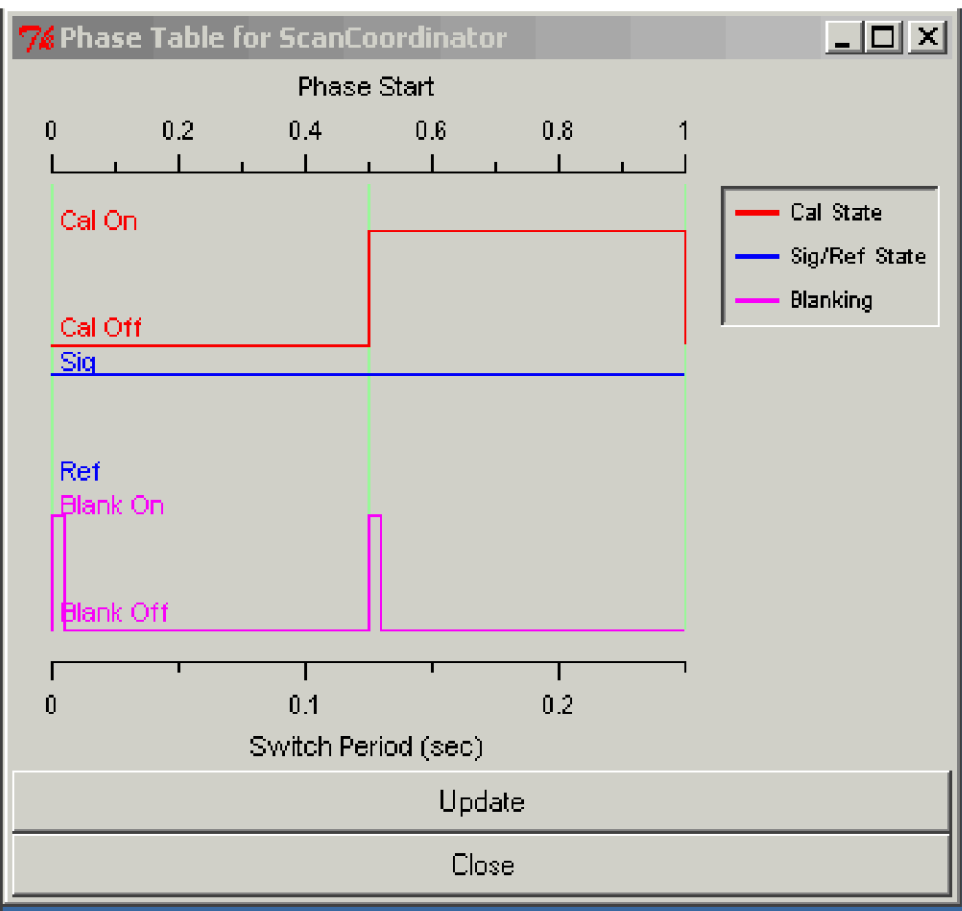 Phase Table for ScanCoordinator
Phase Start
0 0.2 0.4 0.6 0.8 1
Cal On
Cal Off
Sig
Ref
Blank On
Blank Off
Cal State
Sig/Ref State
Blanking
0 0.1 0.2
Switch Period (sec)
Update
Close